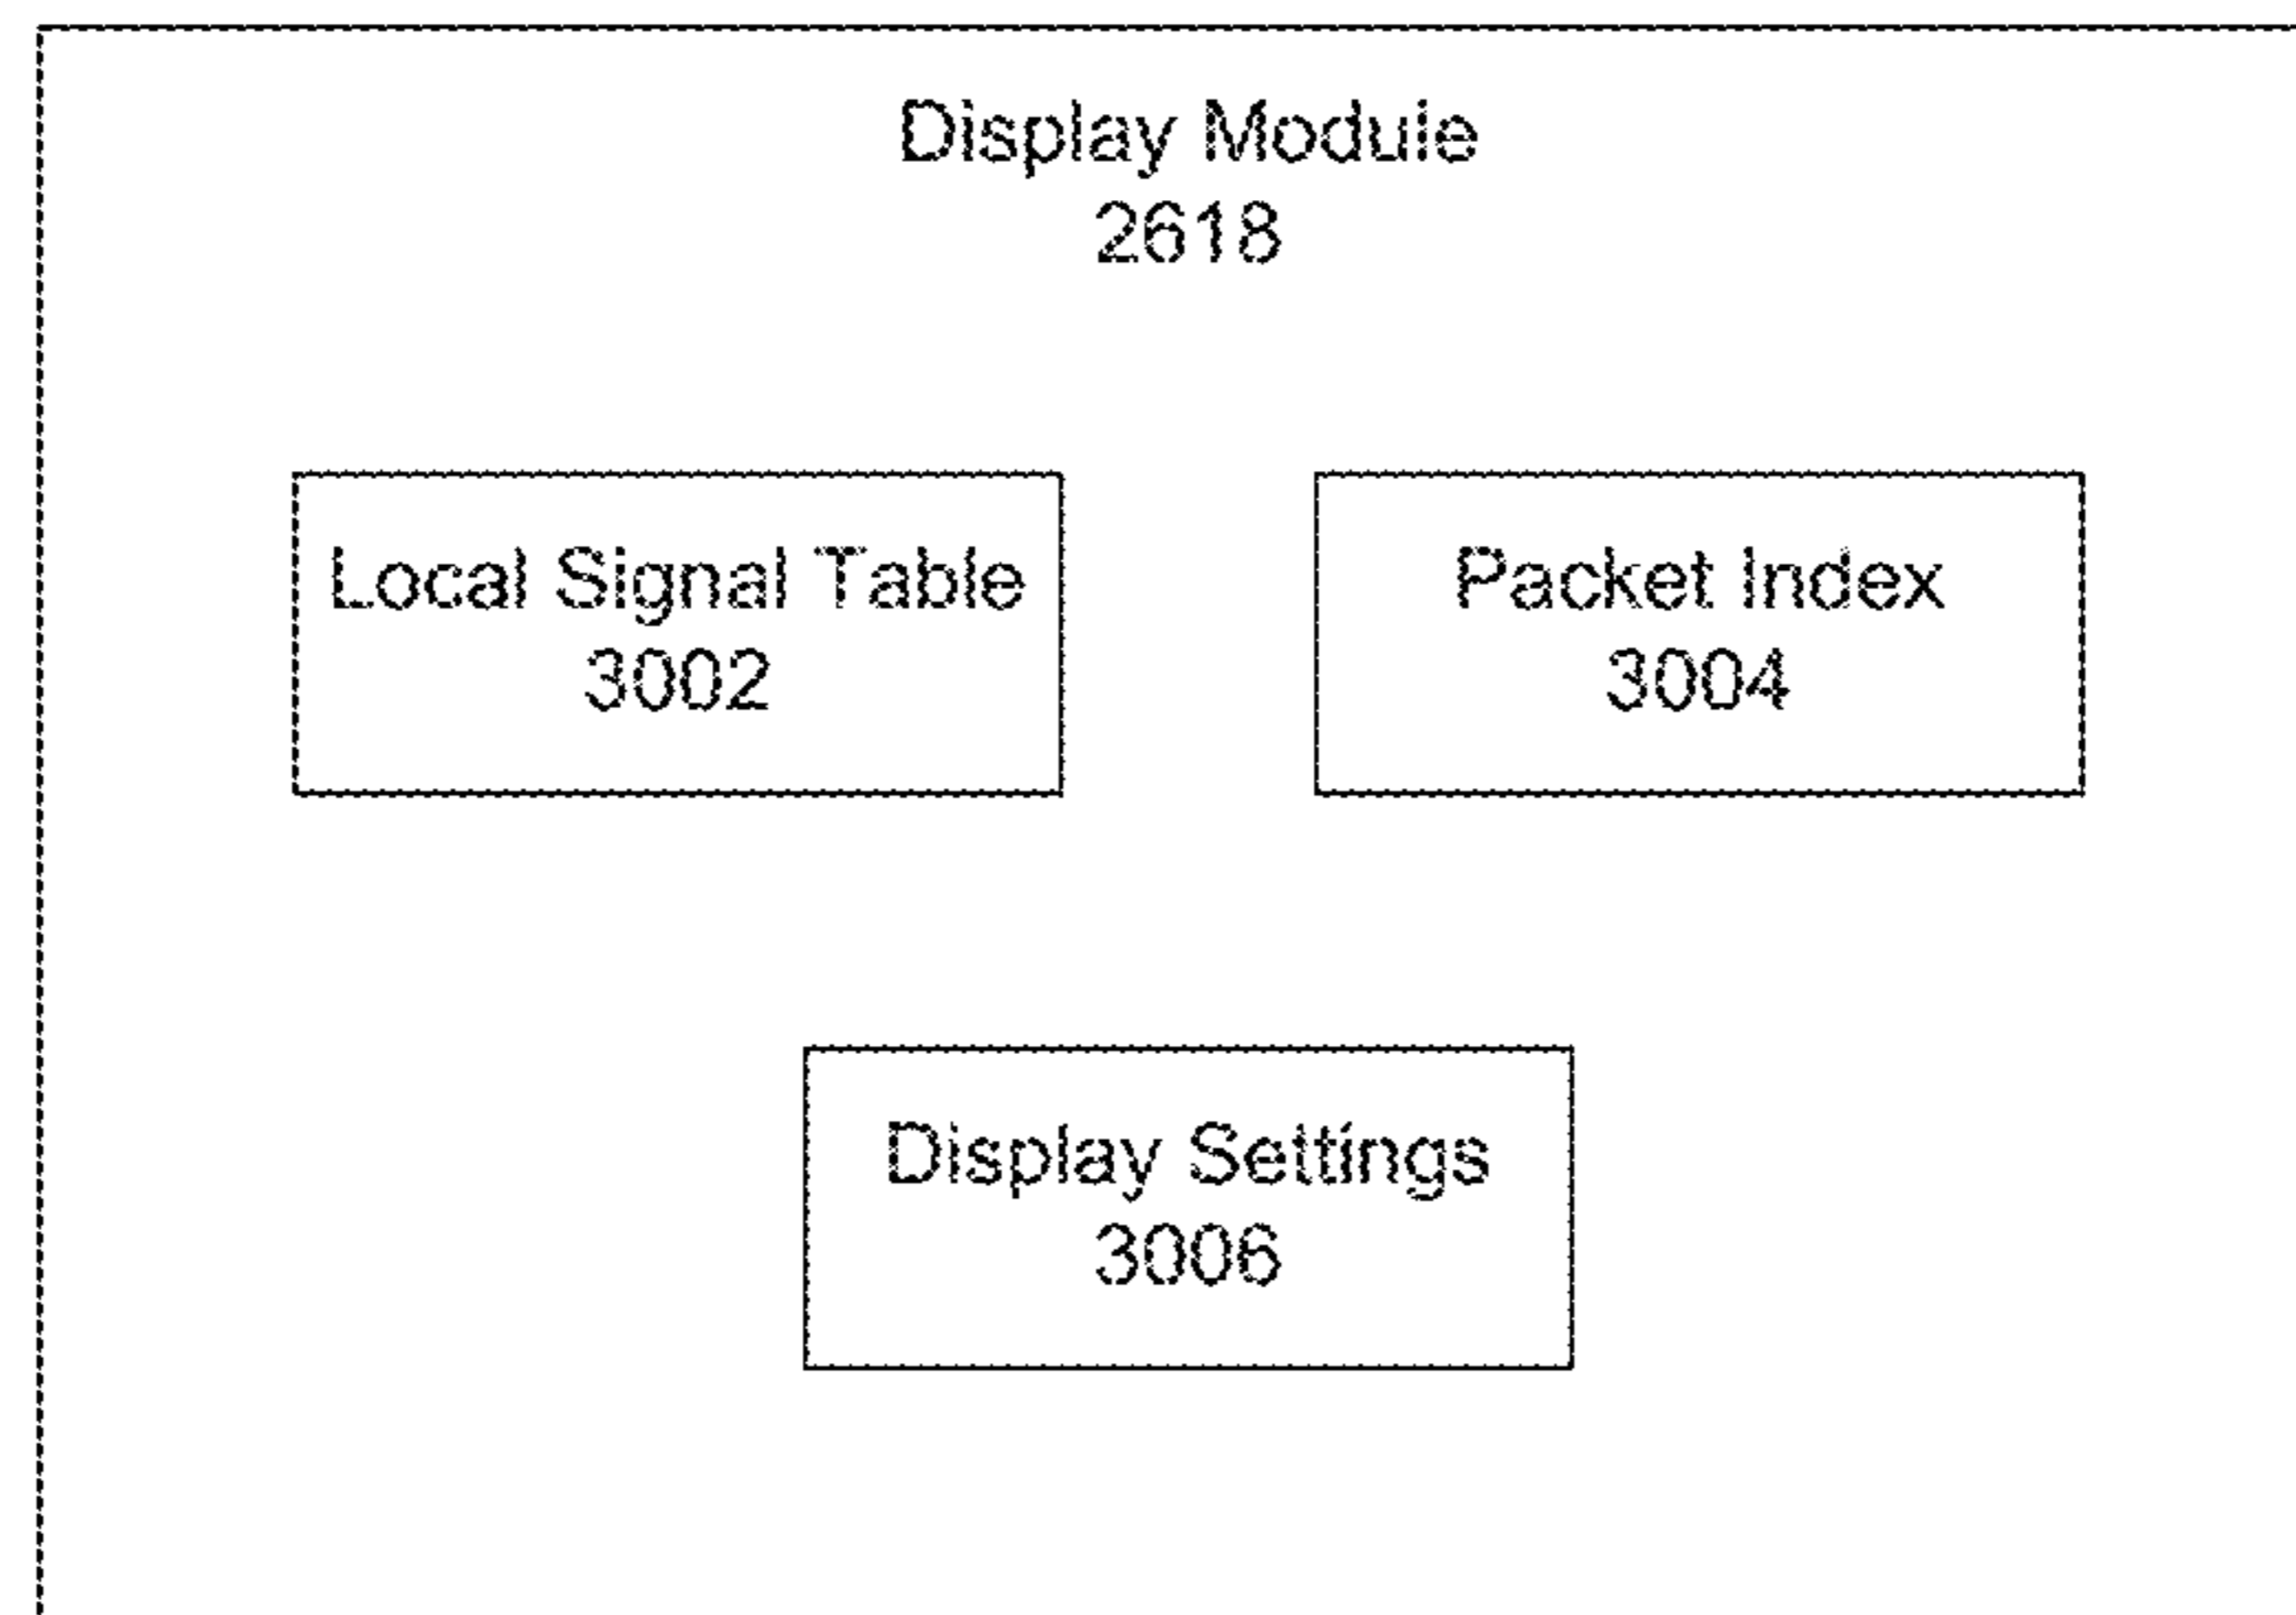 Display Module
2618
Local Signal Table
3002
Packet Index
3004
Display Settings
3006